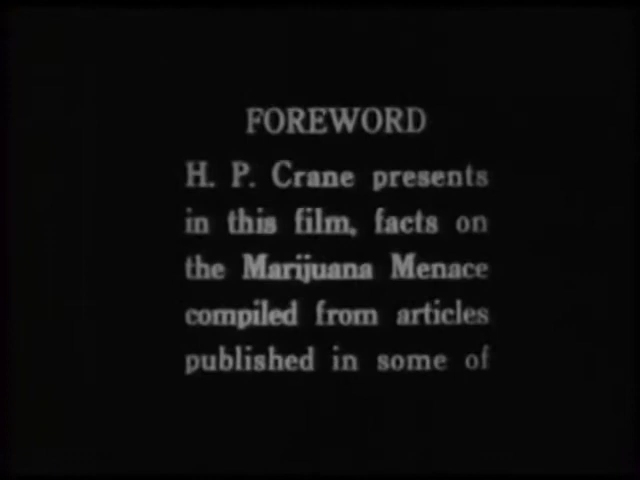 FOREWORD
H. P. Crane presents
in this film, facts on
the Marijuana Menace
compiled from articles
published in some of